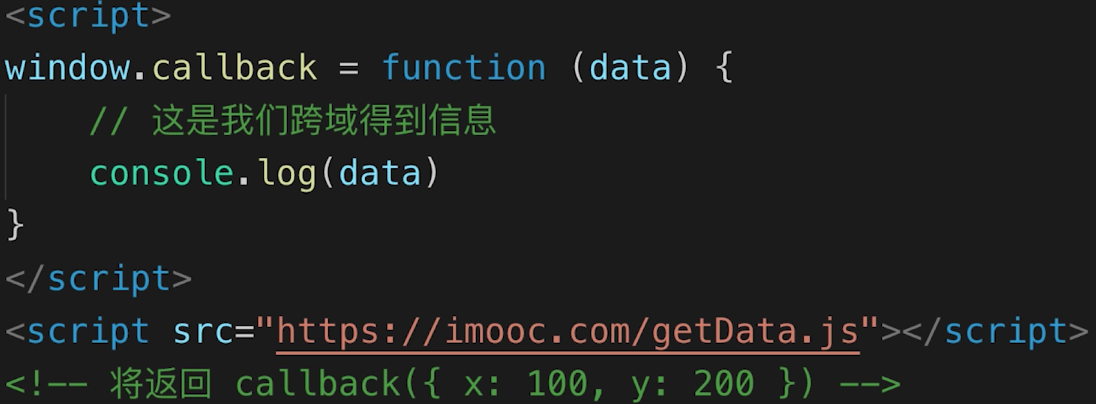 <script>
window.callback = function (data) {
    // 这是我们跨域得到信息
    console.log(data)
}
</script>
<script src="https://imooc.com/getData.js"></script>
<!-- 将返回 callback({ x: 100, y: 200 }) -->